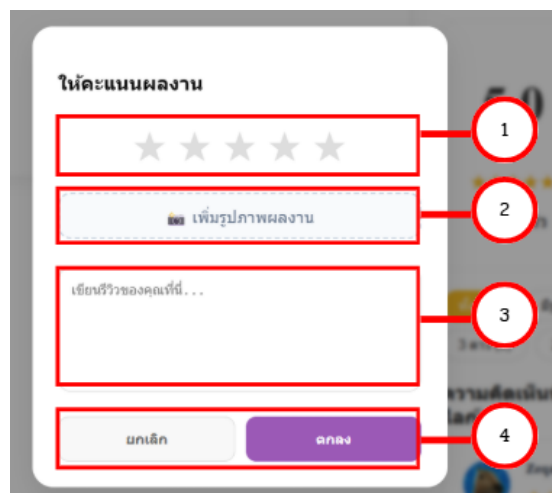 ให้คะแนนผลงาน
1
📷 เพิ่มรูปภาพผลงาน
2
เขียนรีวิวของคุณที่นี่...
3
ยกเลิก
ตกลง
4
5.0